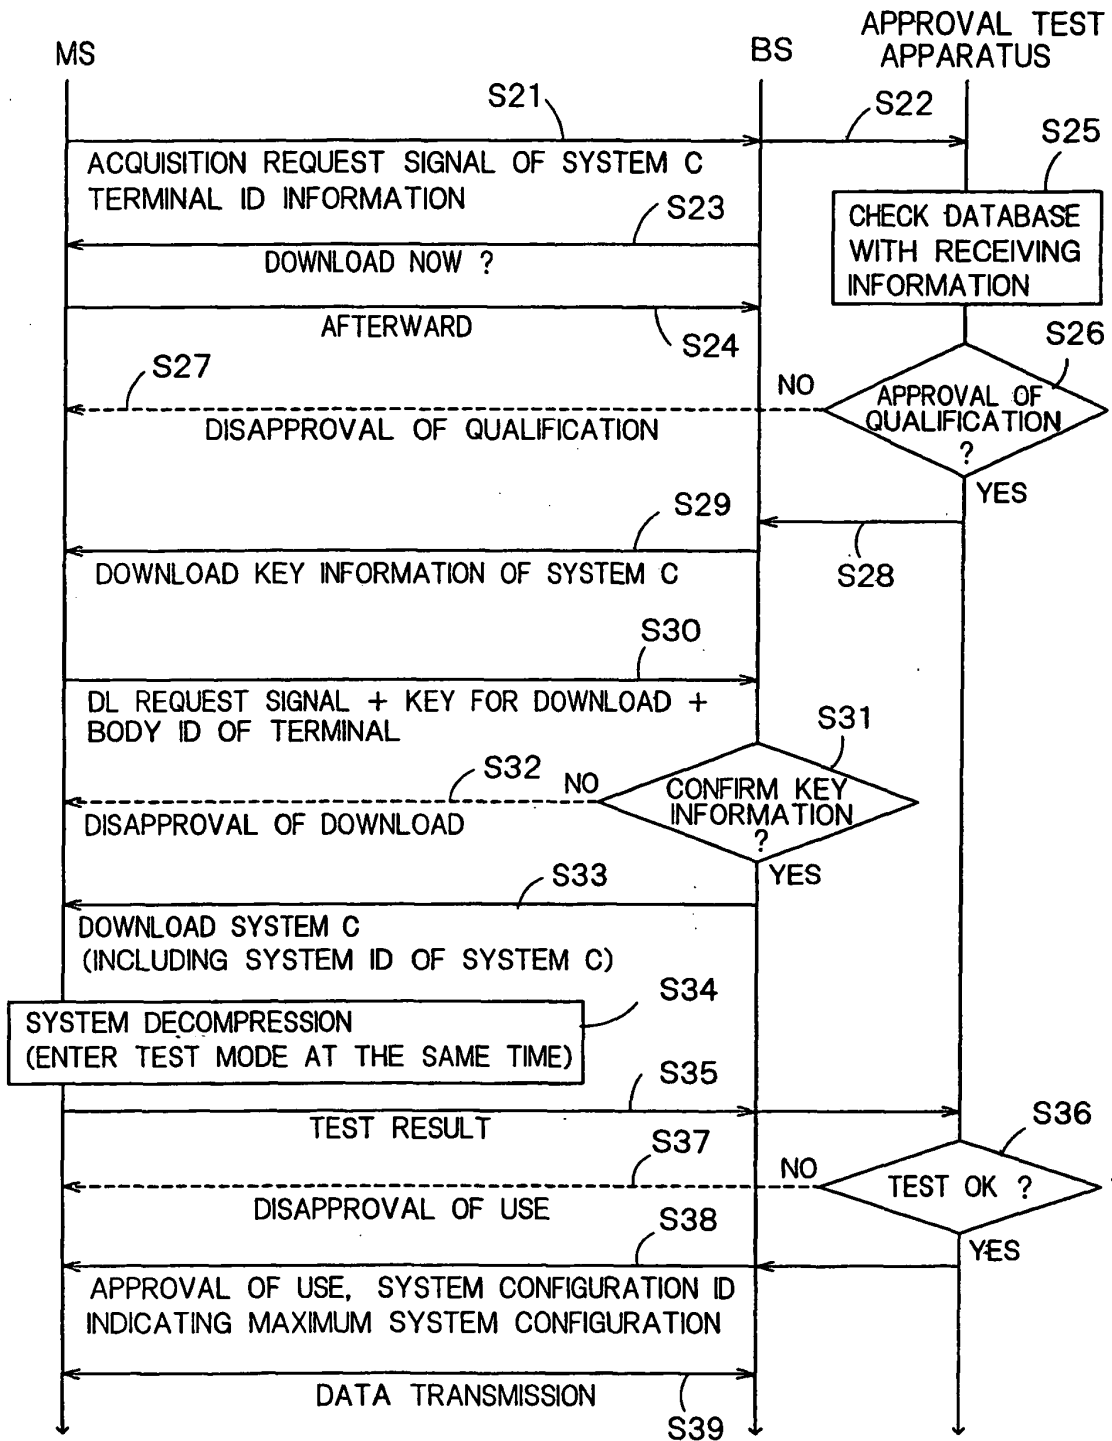 MS
BS
APPROVAL TEST
APPARATUS
S21
S22
S25
ACQUISITION REQUEST SIGNAL OF SYSTEM C
TERMINAL ID INFORMATION
S23
CHECK DATABASE
WITH RECEIVING
INFORMATION
DOWNLOAD NOW ?
AFTERWARD
S24
S26
S27
NO
APPROVAL OF
QUALIFICATION
?
DISAPPROVAL OF QUALIFICATION
YES
S29
S28
DOWNLOAD KEY INFORMATION OF SYSTEM C
S30
DL REQUEST SIGNAL + KEY FOR DOWNLOAD +
BODY ID OF TERMINAL
S31
S32
NO
CONFIRM KEY
INFORMATION
?
DISAPPROVAL OF DOWNLOAD
YES
S33
DOWNLOAD SYSTEM C
(INCLUDING SYSTEM ID OF SYSTEM C)
S34
SYSTEM DECOMPRESSION
(ENTER TEST MODE AT THE SAME TIME)
S35
TEST RESULT
S36
S37
NO
TEST OK ?
DISAPPROVAL OF USE
S38
YES
APPROVAL OF USE, SYSTEM CONFIGURATION ID
INDICATING MAXIMUM SYSTEM CONFIGURATION
DATA TRANSMISSION
S39